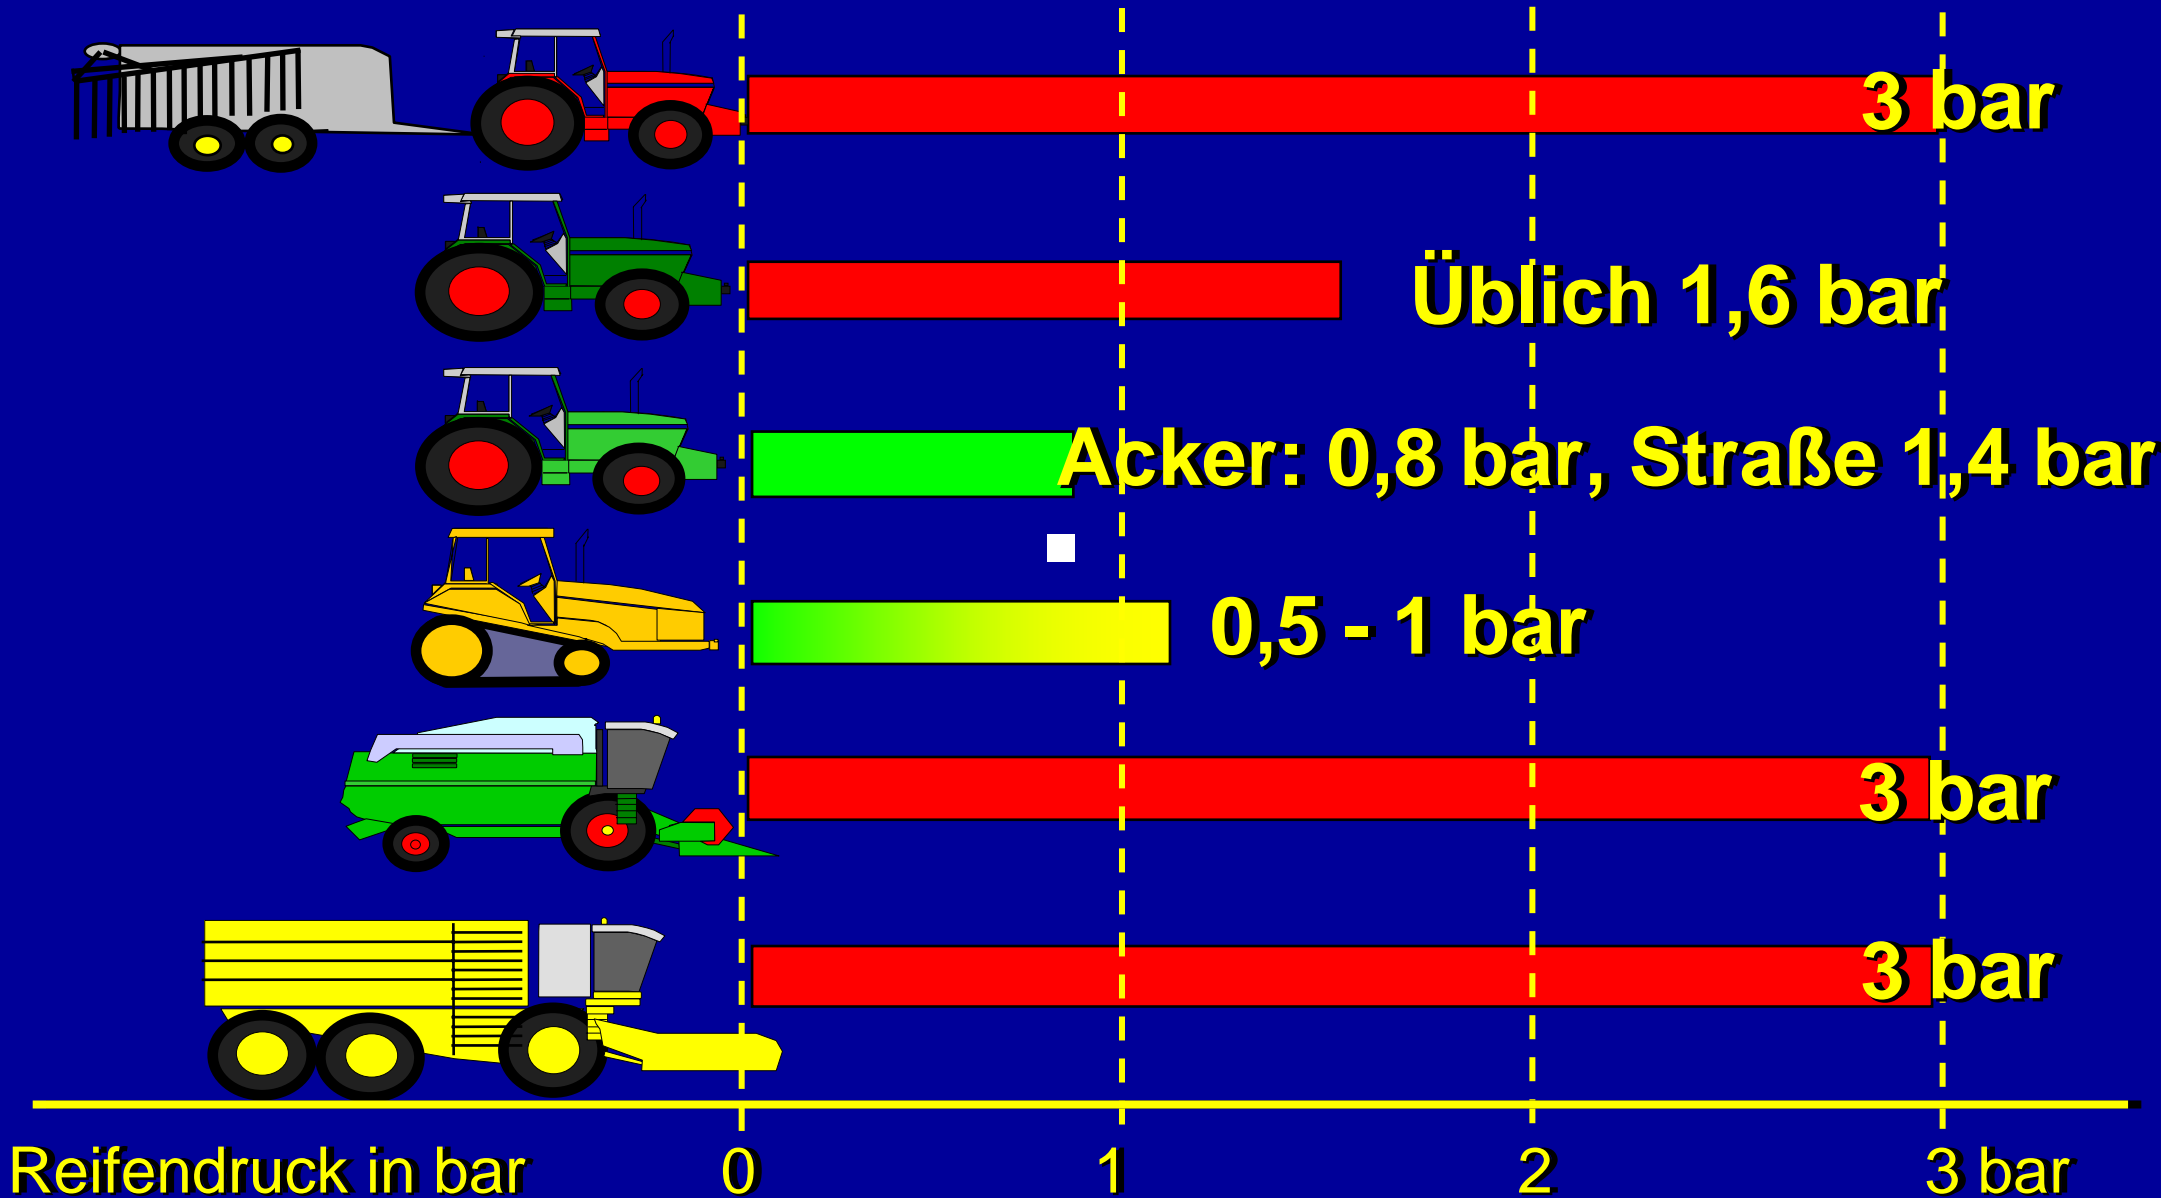 3 bar
Üblich 1,6 bar
Acker: 0,8 bar, Straße 1,4 bar
0,5 - 1 bar
3 bar
3 bar
Reifendruck in bar 0 1 2 3 bar